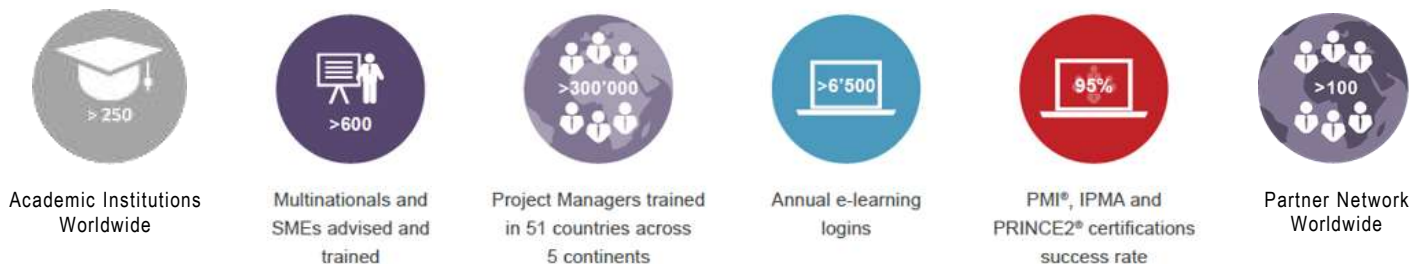 > 250
Academic Institutions
Worldwide
>600
Multinationals and
SMEs advised and
trained
>300'000
Project Managers trained
in 51 countries across
5 continents
>6'500
Annual e-learning
logins
95%
PMI®, IPMA and
PRINCE2® certifications
success rate
>100
Partner Network
Worldwide